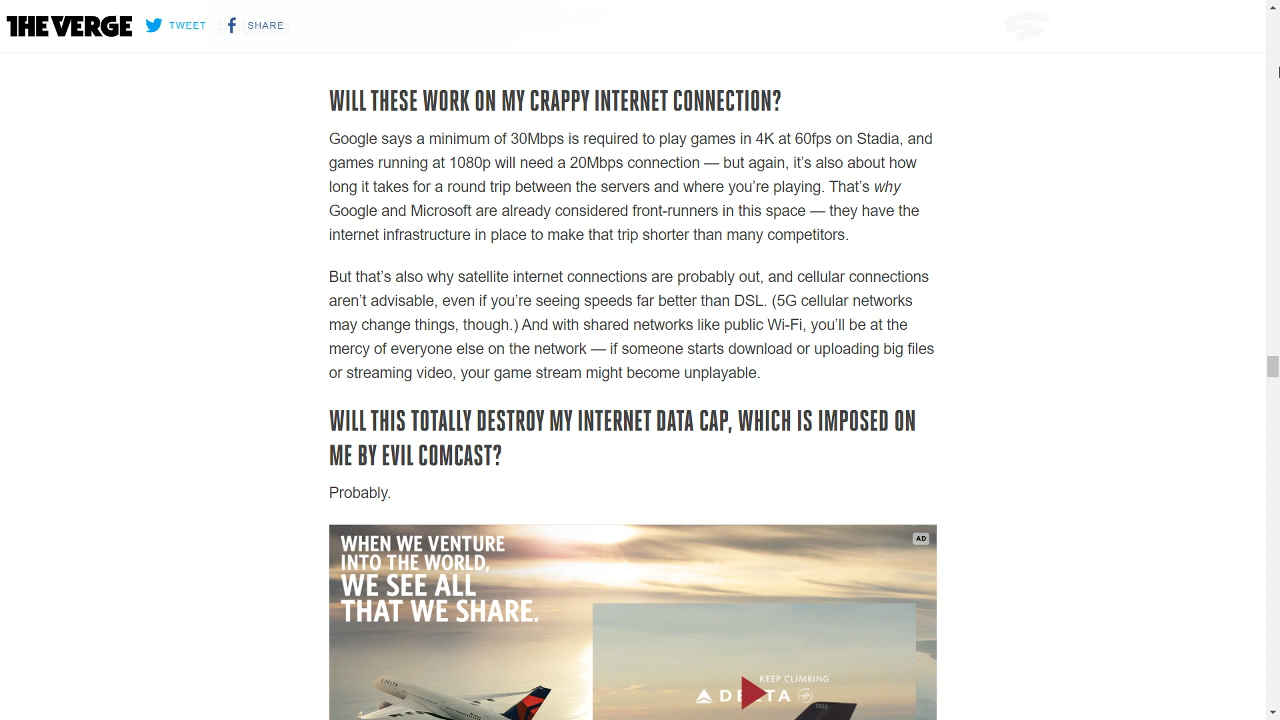 THE VERGE TWEET SHARE
WILL THESE WORK ON MY CRAPPY INTERNET CONNECTION?
Google says a minimum of 30Mbps is required to play games in 4K at 60fps on Stadia, and
games running at 1080p will need a 20Mbps connection — but again, it’s also about how
long it takes for a round trip between the servers and where you’re playing. That’s why
Google and Microsoft are already considered front-runners in this space — they have the
internet infrastructure in place to make that trip shorter than many competitors.
But that’s also why satellite internet connections are probably out, and cellular connections
aren’t advisable, even if you’re seeing speeds far better than DSL. (5G cellular networks
may change things, though.) And with shared networks like public Wi-Fi, you’ll be at the
mercy of everyone else on the network — if someone starts download or uploading big files
or streaming video, your game stream might become unplayable.
WILL THIS TOTALLY DESTROY MY INTERNET DATA CAP, WHICH IS IMPOSED ON
ME BY EVIL COMCAST?
Probably.
AD
WHEN WE VENTURE
INTO THE WORLD,
WE SEE ALL
THAT WE SHARE.
KEEP CLIMBING
DELTA
DELTA